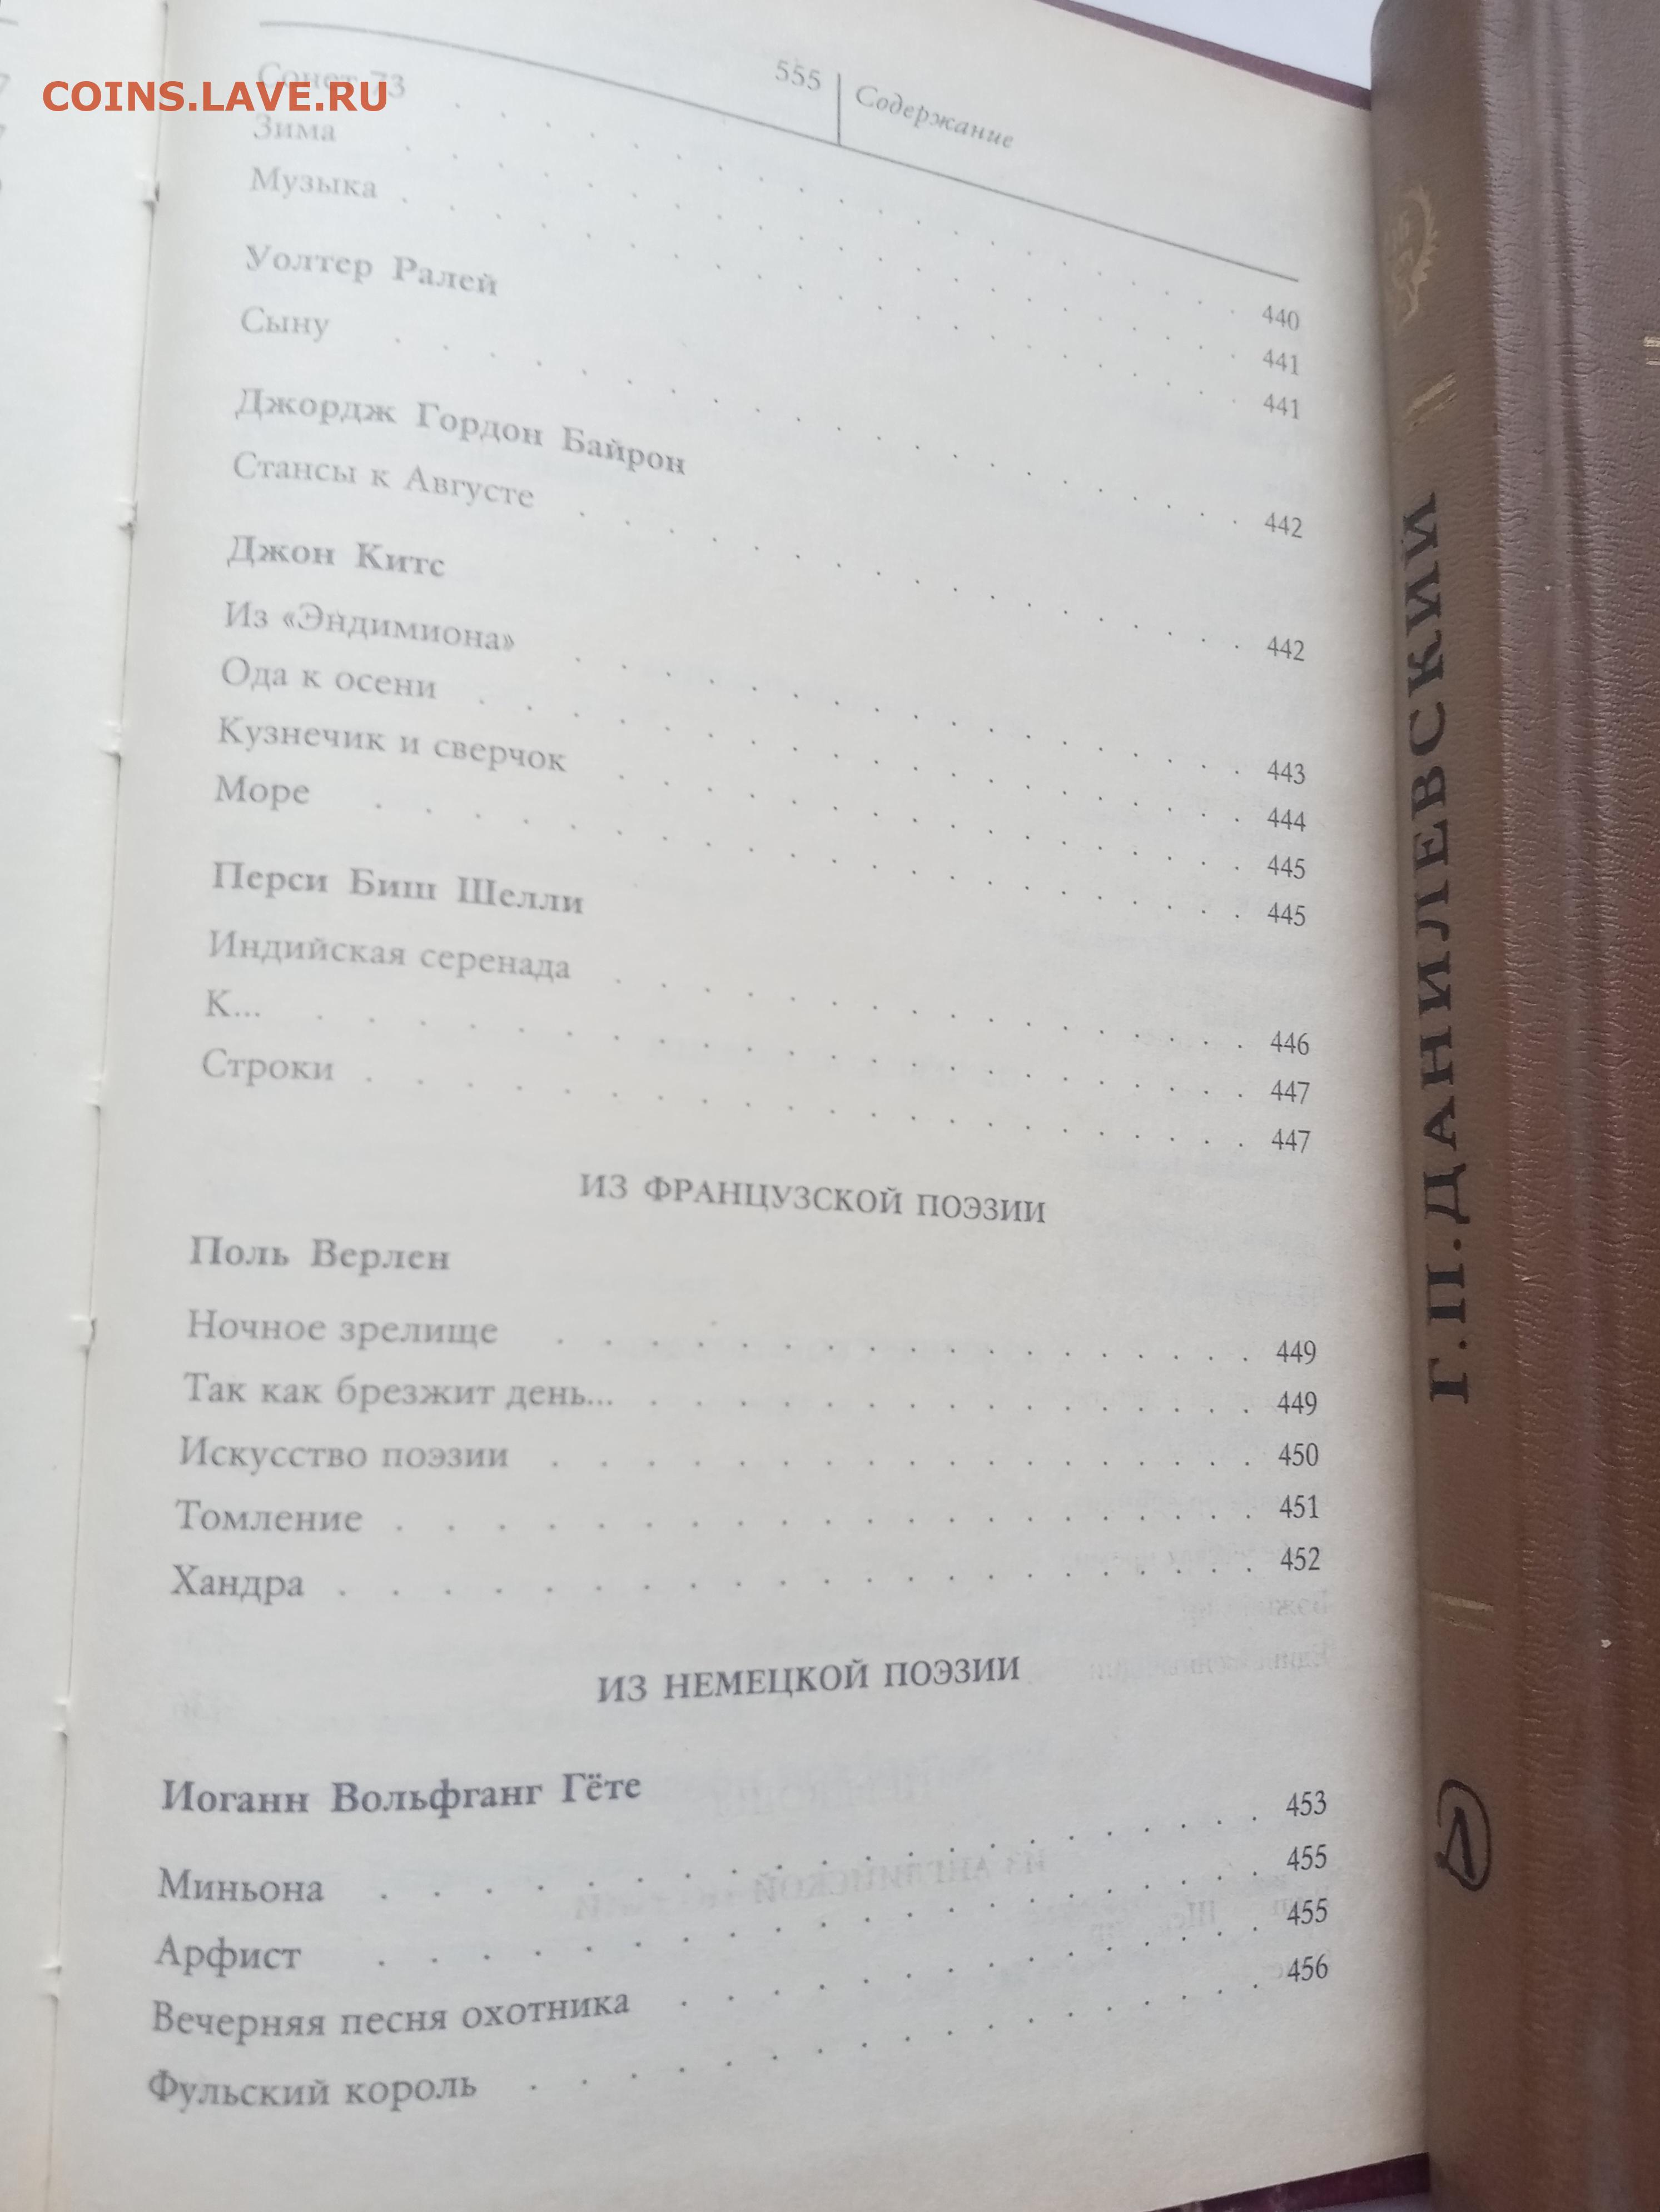 COINS.LAVE.RU
555 Содержание
Сонет 73 . . . 440
Зима . . . 441
Музыка . . . 441
Уолтер Ралей
Сыну . . . 442
Джордж Гордон Байрон
Стансы к Августе . . . 442
Джон Китс
Из «Эндимиона» . . . 443
Ода к осени . . . 444
Кузнечик и сверчок . . . 445
Море . . . 445
Перси Биш Шелли
Индийская серенада . . . 446
К... . . . 447
Строки . . . 447
ИЗ ФРАНЦУЗСКОЙ ПОЭЗИИ
Поль Верлен
Ночное зрелище . . . 449
Так как брезжит день... . . . 449
Искусство поэзии . . . 450
Томление . . . 451
Хандра . . . 452
ИЗ НЕМЕЦКОЙ ПОЭЗИИ
Иоганн Вольфганг Гёте
Миньона . . . 453
Арфист . . . 455
Вечерняя песня охотника . . . 455
Фульский король . . . 456
Г.П.ДАНИЛЕВСКИЙ
1